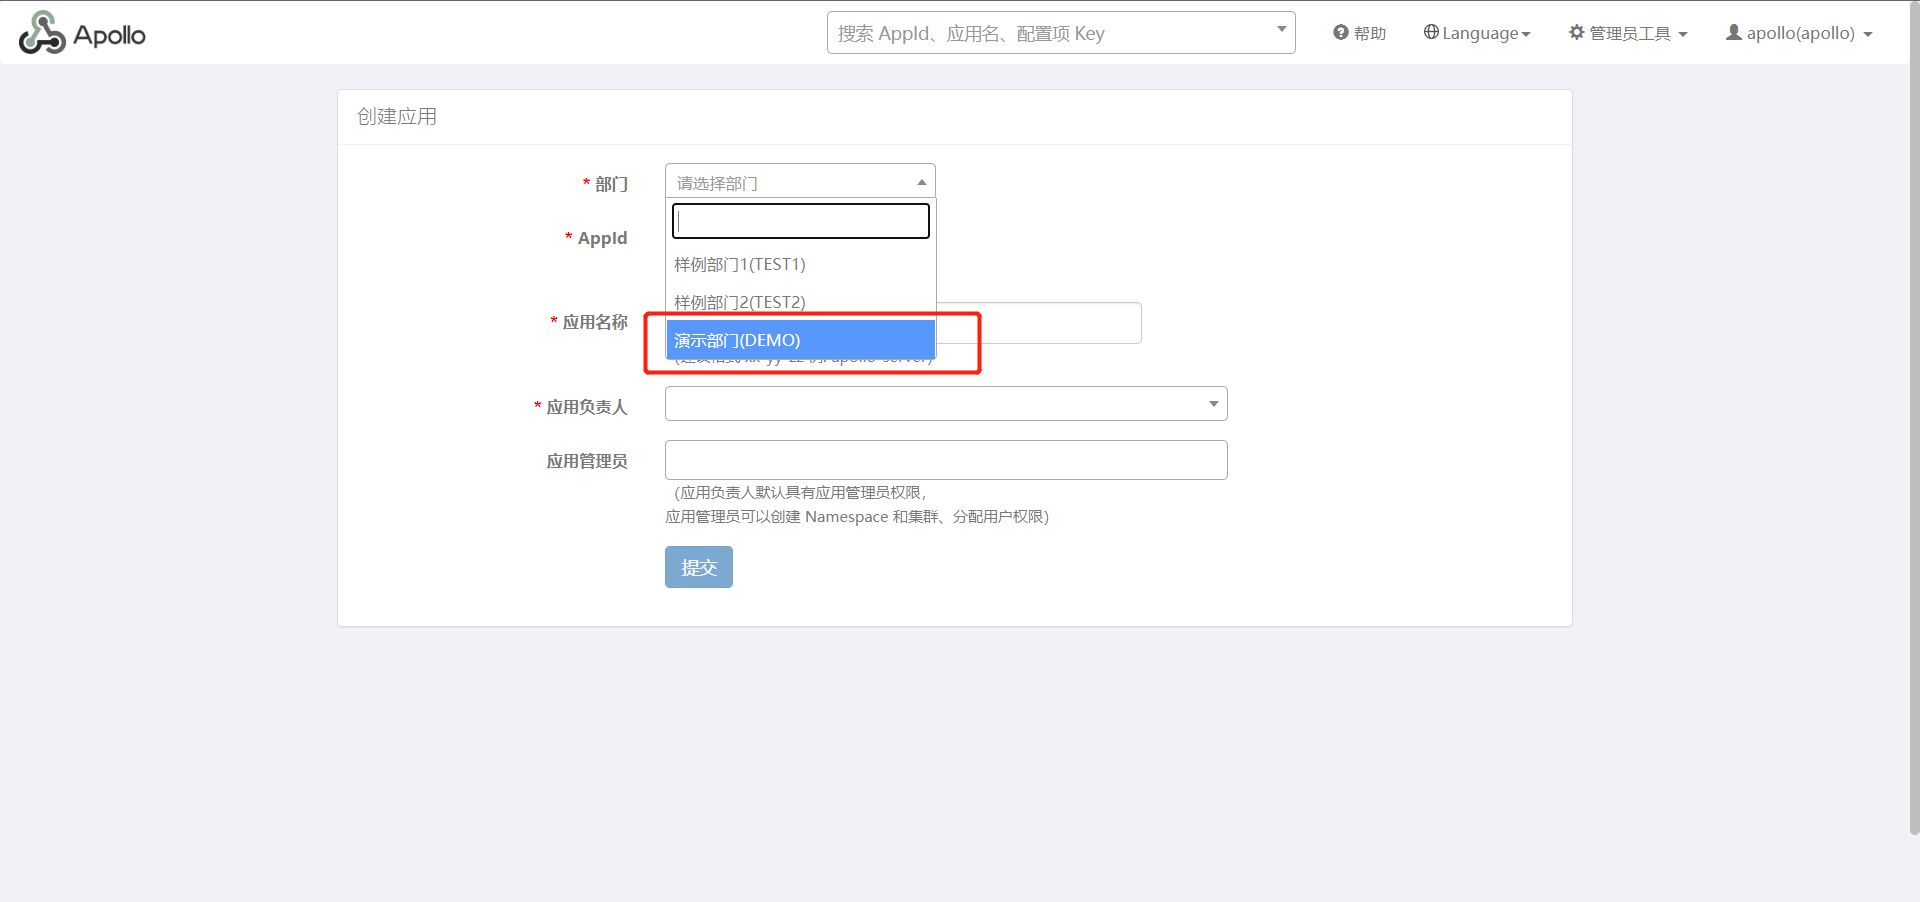 Apollo
搜索 AppId、应用名、配置项 Key
帮助
Language
管理员工具
apollo(apollo)
创建应用
* 部门
请选择部门
* AppId
样例部门1(TEST1)
样例部门2(TEST2)
* 应用名称
演示部门(DEMO)
* 应用负责人
应用管理员
（应用负责人默认具有应用管理员权限，
应用管理员可以创建 Namespace 和集群、分配用户权限）
提交